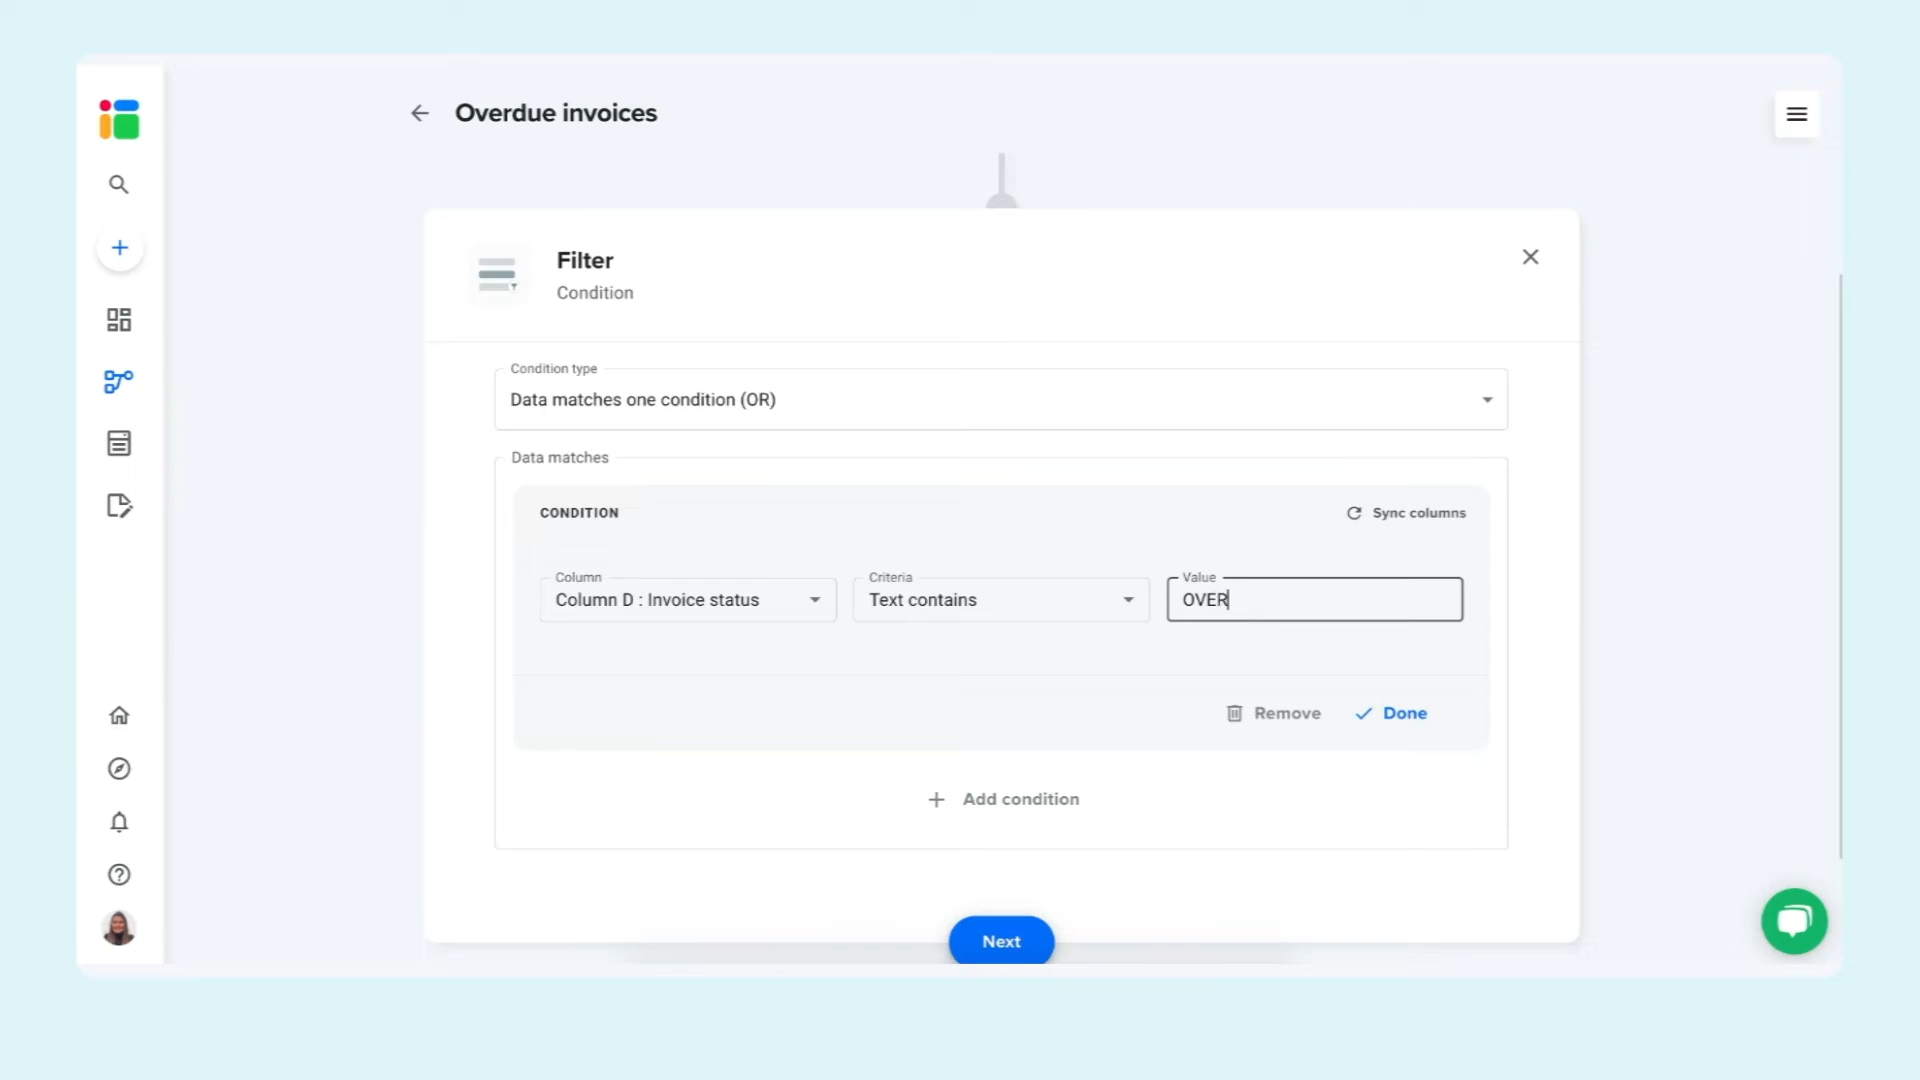 Overdue invoices
Filter
Condition
Condition type
Data matches one condition (OR)
Data matches
CONDITION
Sync columns
Column
Column D : Invoice status
Criteria
Text contains
Value
OVER
Remove
Done
Add condition
Next